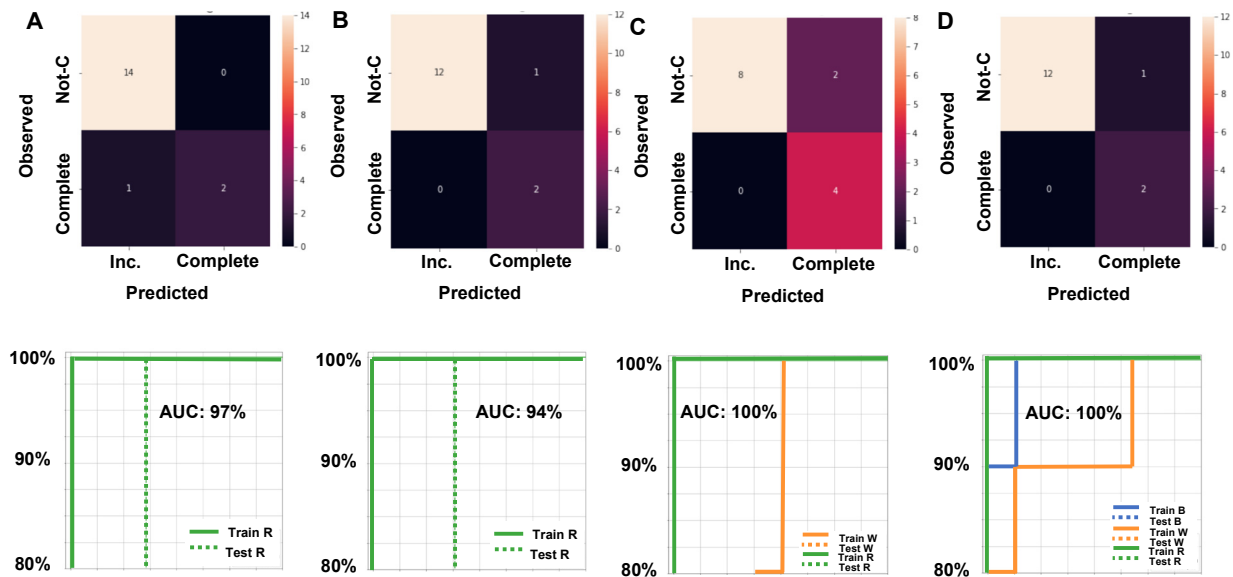 A
Observed
Not-C
Complete
14
0
1
2
14
12
10
8
6
4
2
0
Inc.
Complete
Predicted
B
Observed
Not-C
Complete
12
1
0
2
12
10
8
6
4
2
0
Inc.
Complete
Predicted
C
Observed
Not-C
Complete
8
2
0
4
8
7
6
5
4
3
2
1
0
Inc.
Complete
Predicted
D
Observed
Not-C
Complete
12
1
0
2
12
10
8
6
4
2
0
Inc.
Complete
Predicted
100%
90%
80%
AUC: 97%
Train R
Test R
100%
90%
80%
AUC: 94%
Train R
Test R
100%
90%
80%
AUC: 100%
Train W
Test W
Train R
Test R
100%
90%
80%
AUC: 100%
Train B
Test B
Train W
Test W
Train R
Test R